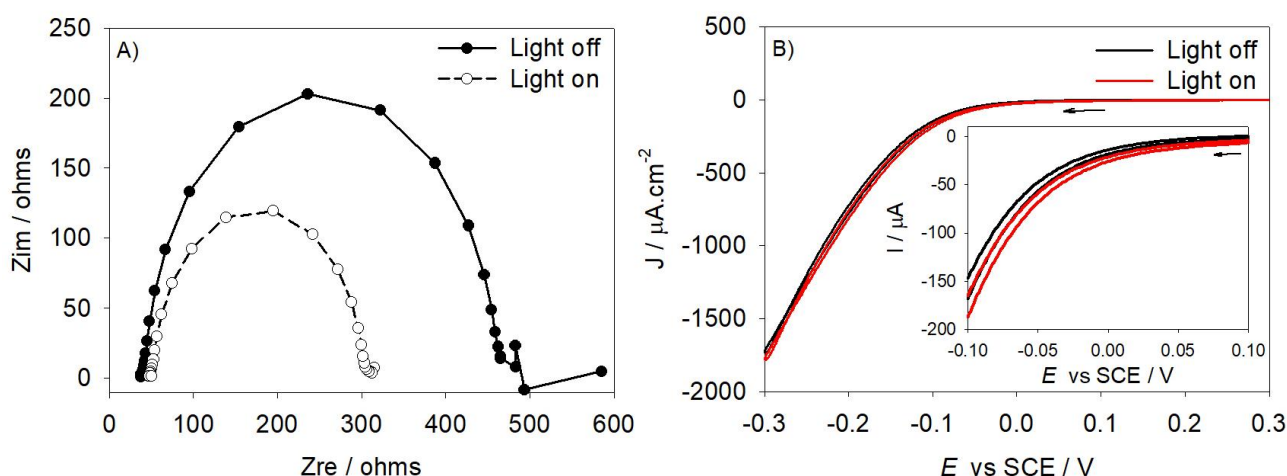 A)
Light off
Light on
Zim / ohms
250
200
150
100
50
0
0 100 200 300 400 500 600
Zre / ohms
B)
Light off
Light on
J / µA.cm-2
500
0
-500
-1000
-1500
-2000
-0.3 -0.2 -0.1 0.0 0.1 0.2 0.3
E vs SCE / V
I / µA
0
-50
-100
-150
-200
-0.10 -0.05 0.00 0.05 0.10
E vs SCE / V